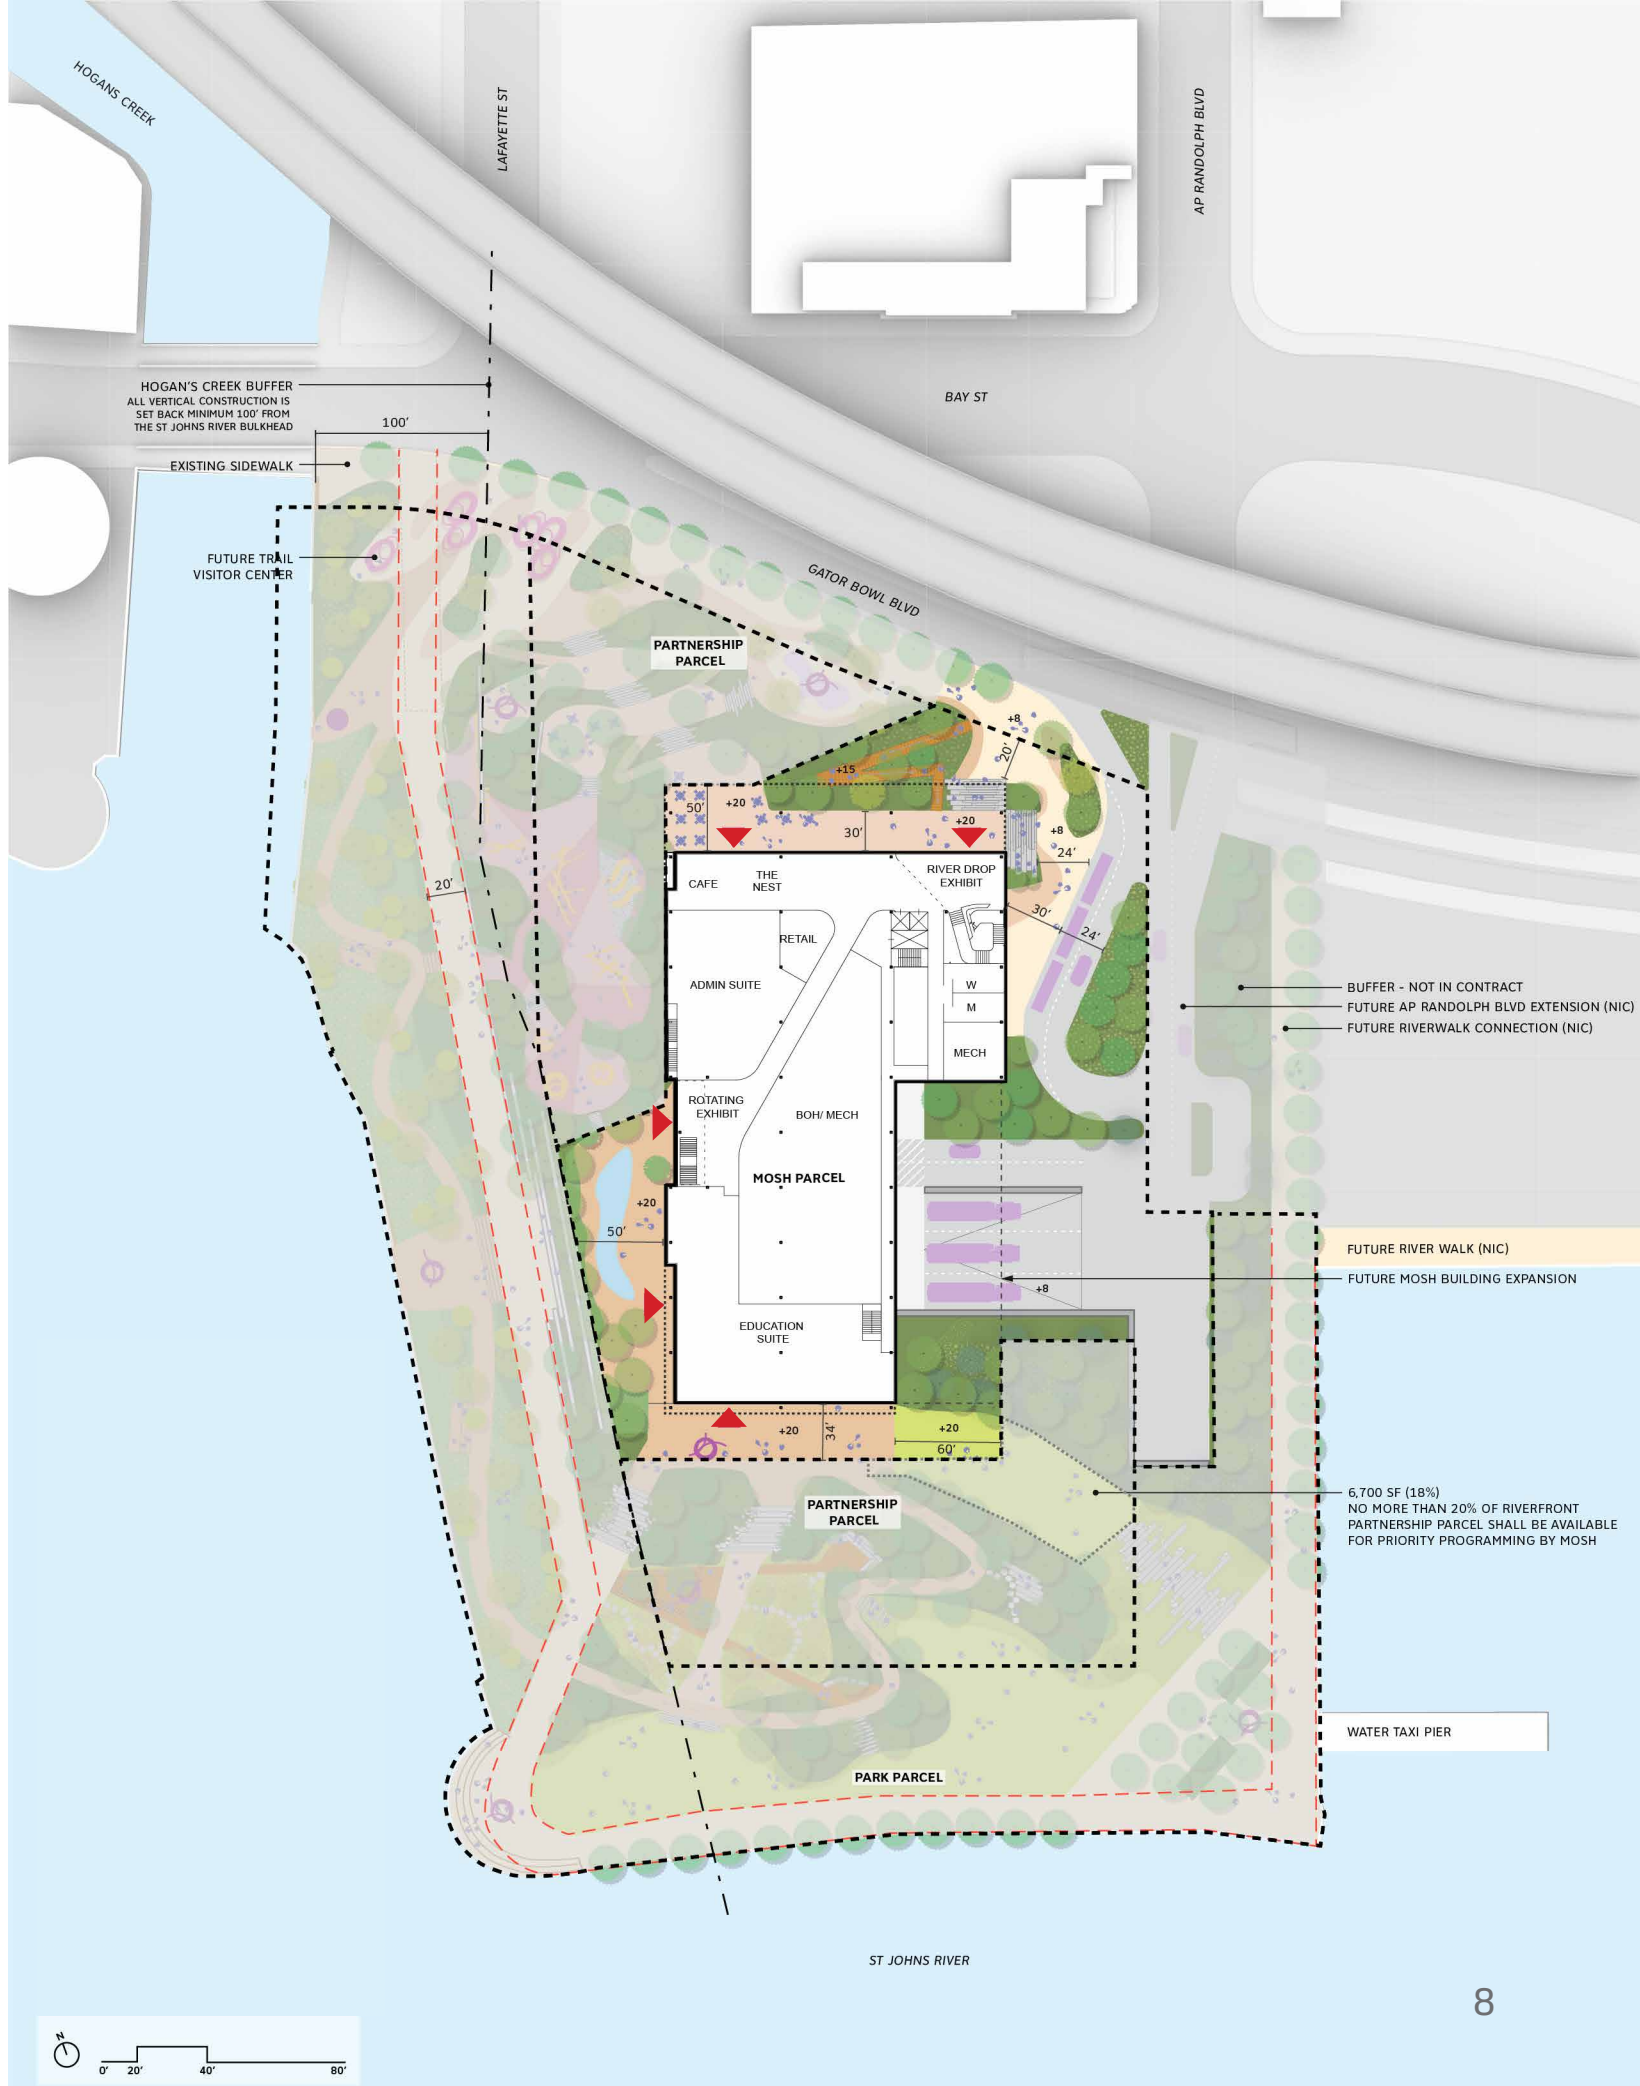 HOGANS CREEK
LAFAYETTE ST
AP RANDOLPH BLVD
HOGAN'S CREEK BUFFER
ALL VERTICAL CONSTRUCTION IS
SET BACK MINIMUM 100' FROM
THE ST JOHNS RIVER BULKHEAD
100'
BAY ST
EXISTING SIDEWALK
FUTURE TRAIL
VISITOR CENTER
GATOR BOWL BLVD
PARTNERSHIP
PARCEL
+8
20'
+15
50'
+20
30'
+20
+8
24'
CAFE
THE
NEST
RIVER DROP
EXHIBIT
20'
30'
24'
RETAIL
ADMIN SUITE
W
M
MECH
BUFFER - NOT IN CONTRACT
FUTURE AP RANDOLPH BLVD EXTENSION (NIC)
FUTURE RIVERWALK CONNECTION (NIC)
ROTATING
EXHIBIT
BOH/ MECH
MOSH PARCEL
+20
50'
FUTURE RIVER WALK (NIC)
FUTURE MOSH BUILDING EXPANSION
+8
EDUCATION
SUITE
+20
34'
+20
60'
PARTNERSHIP
PARCEL
6,700 SF (18%)
NO MORE THAN 20% OF RIVERFRONT
PARTNERSHIP PARCEL SHALL BE AVAILABLE
FOR PRIORITY PROGRAMMING BY MOSH
WATER TAXI PIER
PARK PARCEL
ST JOHNS RIVER
8
N
0' 20' 40' 80'